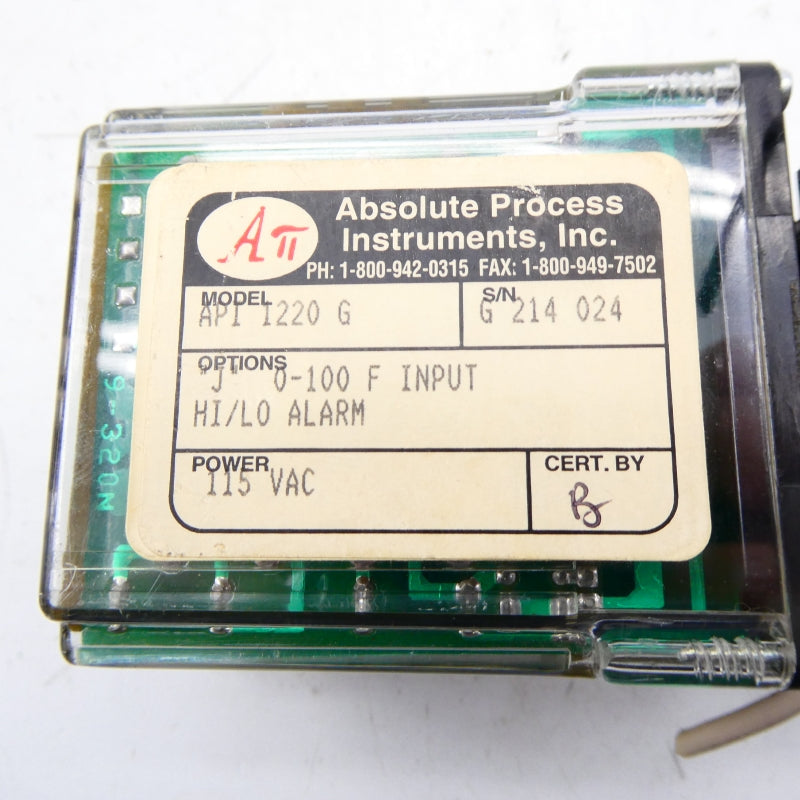 Aπ
Absolute Process
Instruments, Inc.
PH: 1-800-942-0315 FAX: 1-800-949-7502
MODEL
API 1220 G
S/N
G 214 024
OPTIONS
"J" 0-100 F INPUT
HI/LO ALARM
POWER
115 VAC
CERT. BY
9-320M